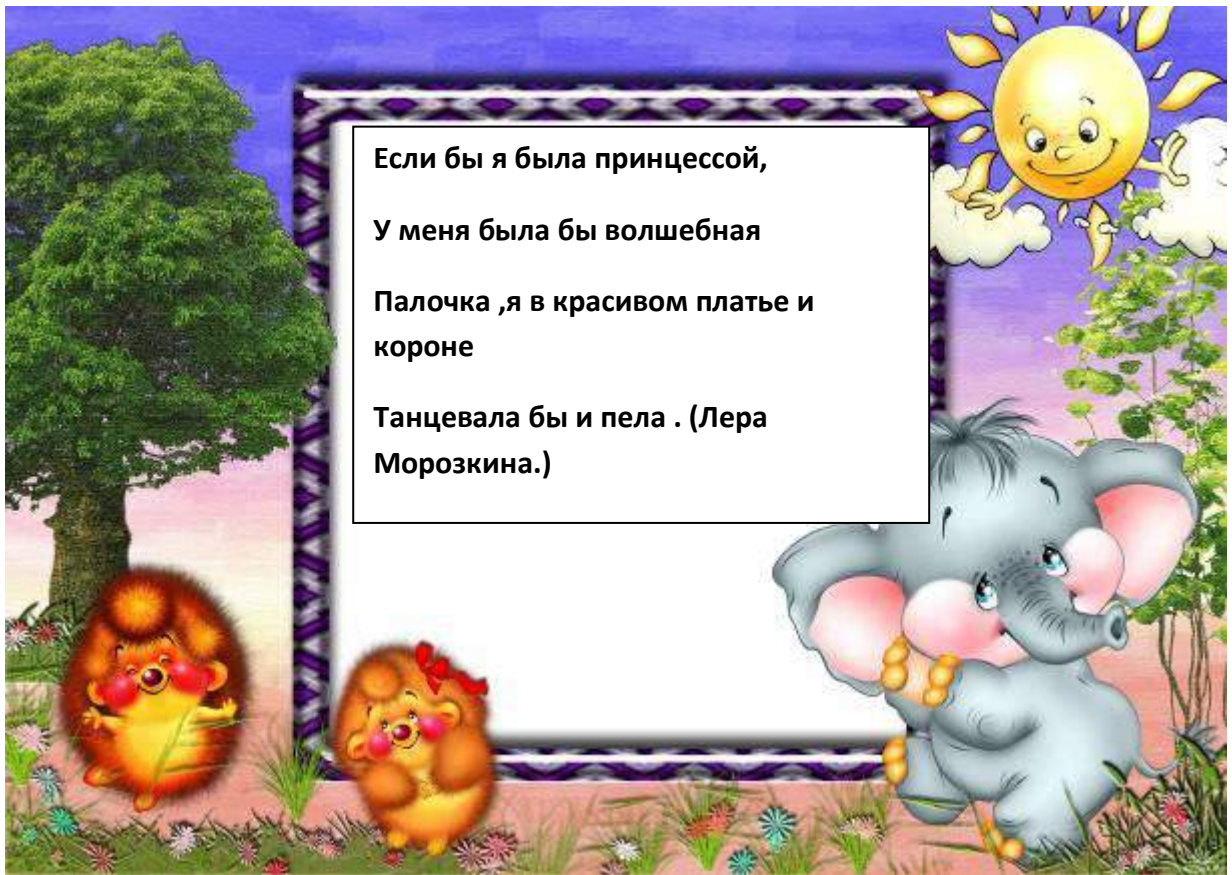 Если бы я была принцессой,
У меня была бы волшебная
Палочка ,я в красивом платье и
короне
Танцевала бы и пела . (Лера
Морозкина.)